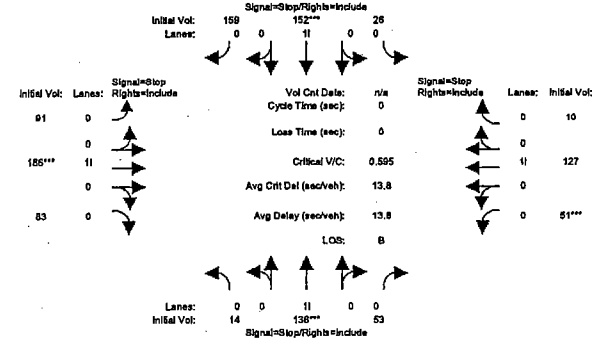 Signal=Stop/Rights=Include
Initial Vol: 159 152*** 26
Lanes: 0 0 1! 0 0
Signal=Stop
Rights=Include
Initial Vol: Lanes:
Vol Cnt Date: n/a
Cycle Time (sec): 0
Signal=Stop
Rights=Include
Lanes: Initial Vol:
91 0
0 10
Loss Time (sec): 0
0
0
186*** 1!
Critical V/C: 0.595
1! 127
0
Avg Crit Del (sec/veh): 13.8
0
83 0
Avg Delay (sec/veh): 13.8
0 51***
LOS: B
Lanes: 0 0 1! 0 0
Initial Vol: 14 136*** 53
Signal=Stop/Rights=Include